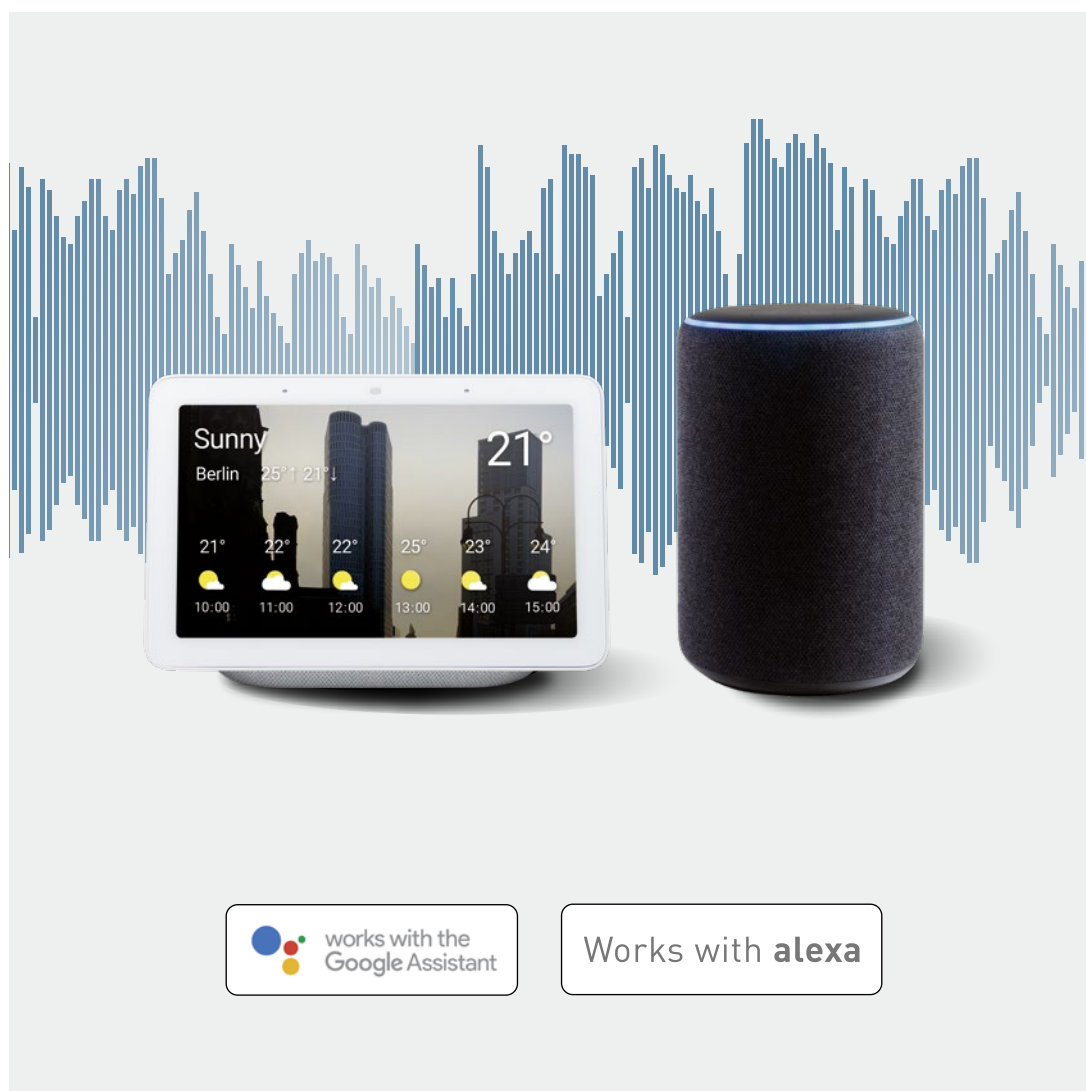 Sunny
21°
Berlin 25°↑ 21°↓
21° 22° 22° 25° 23° 24°
10:00 11:00 12:00 13:00 14:00 15:00
works with the
Google Assistant
Works with alexa